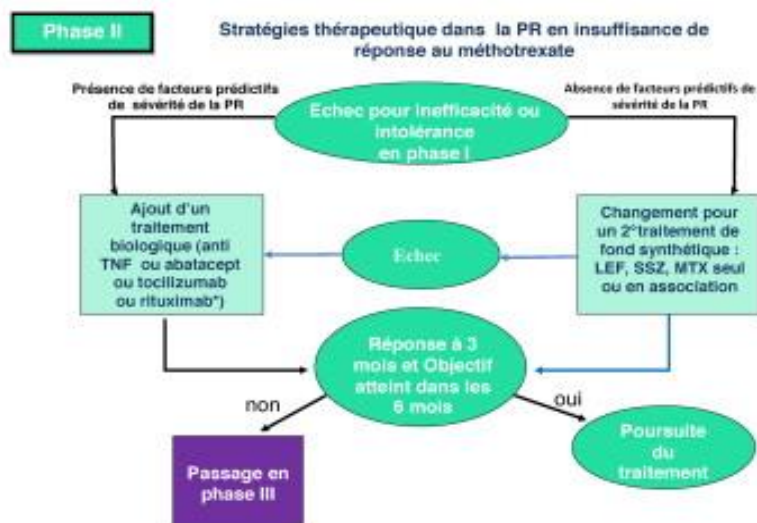 Phase II
Stratégies thérapeutique dans la PR en insuffisance de
réponse au méthotrexate
Présence de facteurs prédictifs
de sévérité de la PR
Absence de facteurs prédictifs de
sévérité de la PR
Echec pour inefficacité ou
intolérance
en phase I
Ajout d'un
traitement
biologique (anti
TNF ou abatacept
ou tocilizumab
ou rituximab*)
Echec
Changement pour
un 2°traitement de
fond synthétique :
LEF, SSZ, MTX seul
ou en association
Réponse à 3
mois et Objectif
atteint dans les
6 mois
non
oui
Passage en
phase III
Poursuite
du
traitement